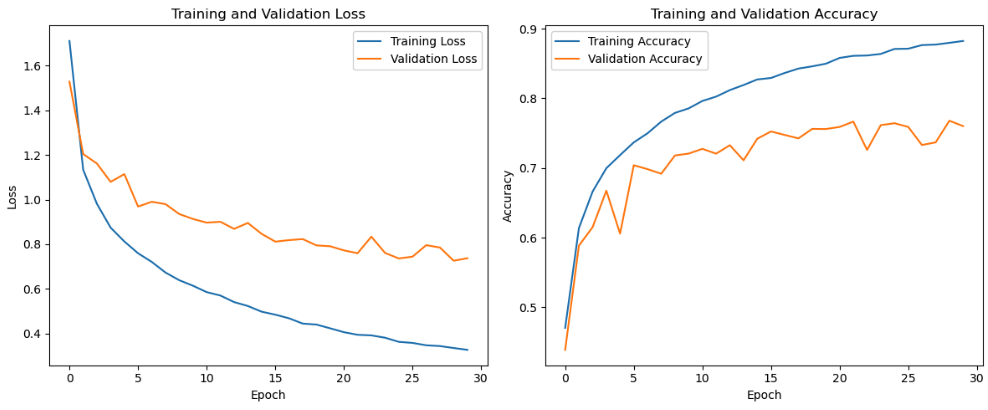 Training and Validation Loss
Training Loss
Validation Loss
1.6
1.4
1.2
1.0
0.8
0.6
0.4
Loss
0
5
10
15
20
25
30
Epoch
Training and Validation Accuracy
Training Accuracy
Validation Accuracy
0.9
0.8
0.7
0.6
0.5
Accuracy
0
5
10
15
20
25
30
Epoch